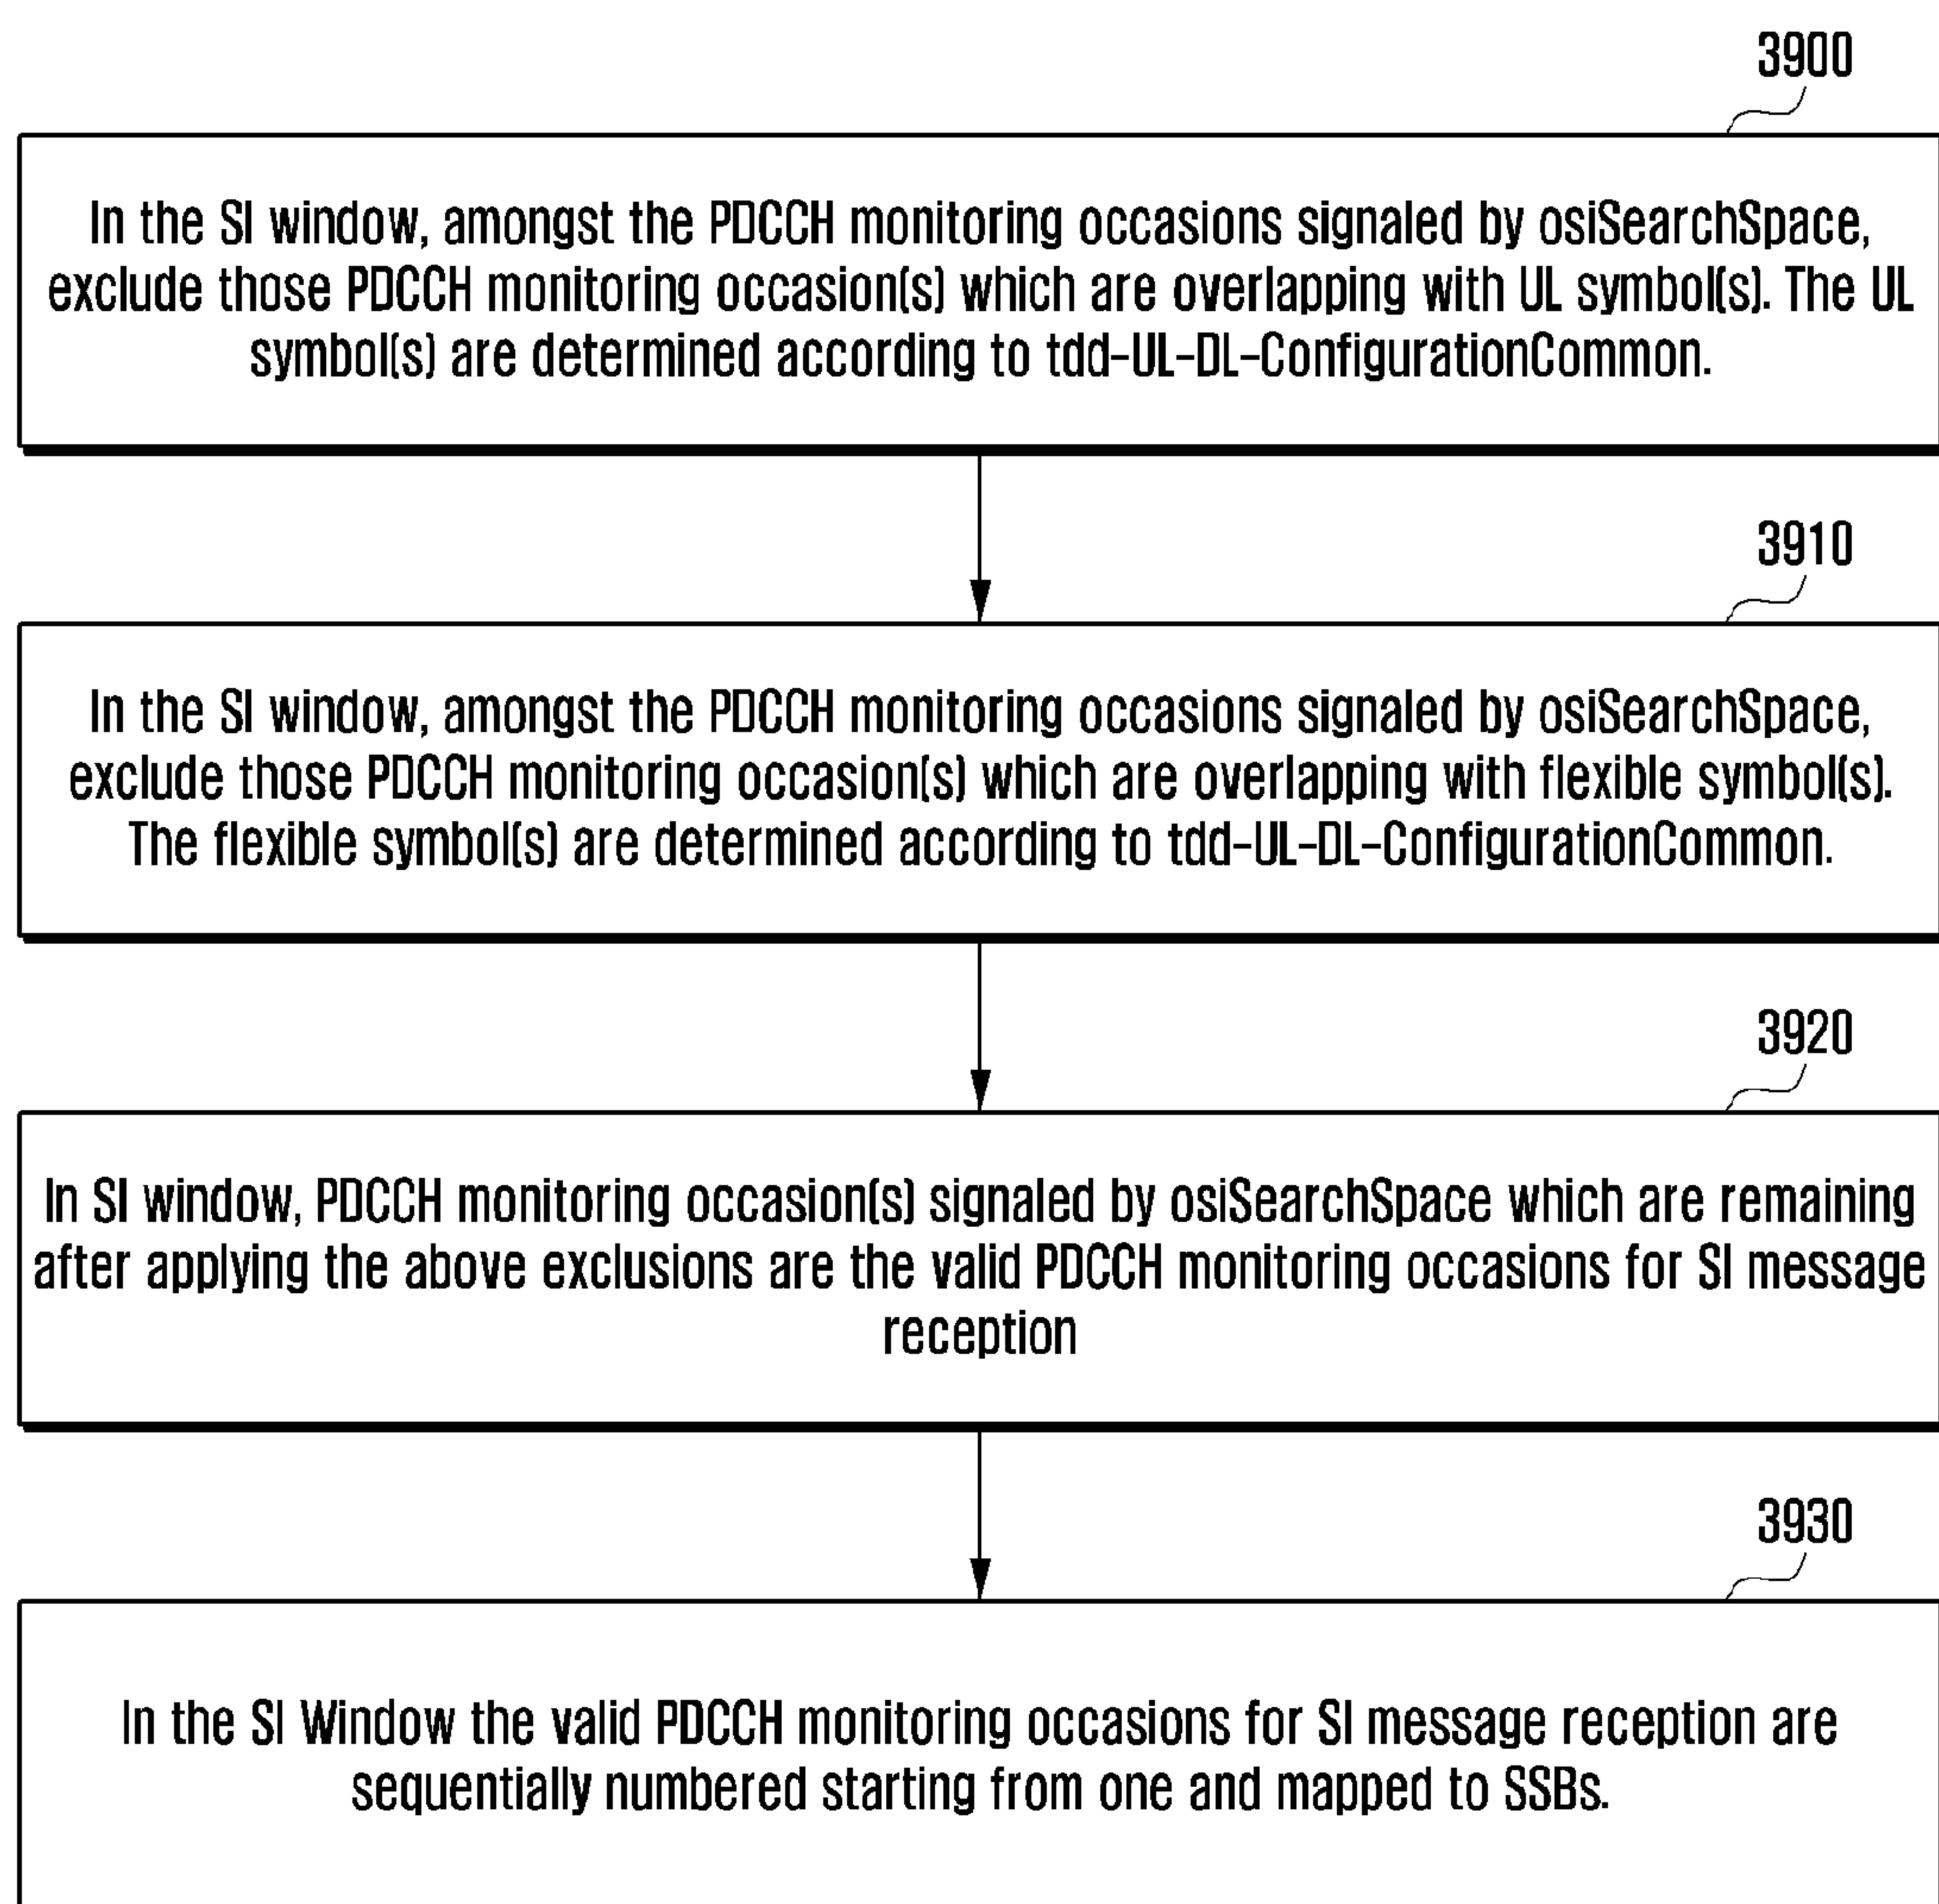 3900
In the SI window, amongst the PDCCH monitoring occasions signaled by osiSearchSpace,
exclude those PDCCH monitoring occasion(s) which are overlapping with UL symbol(s). The UL
symbol(s) are determined according to tdd-UL-DL-ConfigurationCommon.
3910
In the SI window, amongst the PDCCH monitoring occasions signaled by osiSearchSpace,
exclude those PDCCH monitoring occasion(s) which are overlapping with flexible symbol(s).
The flexible symbol(s) are determined according to tdd-UL-DL-ConfigurationCommon.
3920
In SI window, PDCCH monitoring occasion(s) signaled by osiSearchSpace which are remaining
after applying the above exclusions are the valid PDCCH monitoring occasions for SI message
reception
3930
In the SI Window the valid PDCCH monitoring occasions for SI message reception are
sequentially numbered starting from one and mapped to SSBs.